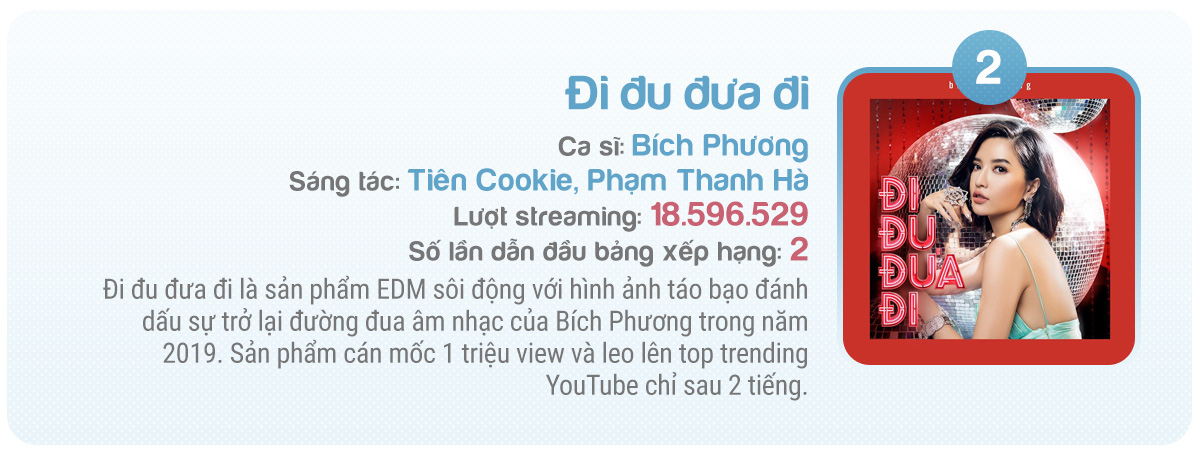 2
Đi đu đưa đi
Ca sĩ: Bích Phương
Sáng tác: Tiên Cookie, Phạm Thanh Hà
Lượt streaming: 18.596.529
Số lần dẫn đầu bảng xếp hạng: 2
Đi đu đưa đi là sản phẩm EDM sôi động với hình ảnh táo bạo đánh
dấu sự trở lại đường đua âm nhạc của Bích Phương trong năm
2019. Sản phẩm cán mốc 1 triệu view và leo lên top trending
YouTube chỉ sau 2 tiếng.
ĐI
ĐU
ĐƯA
ĐI